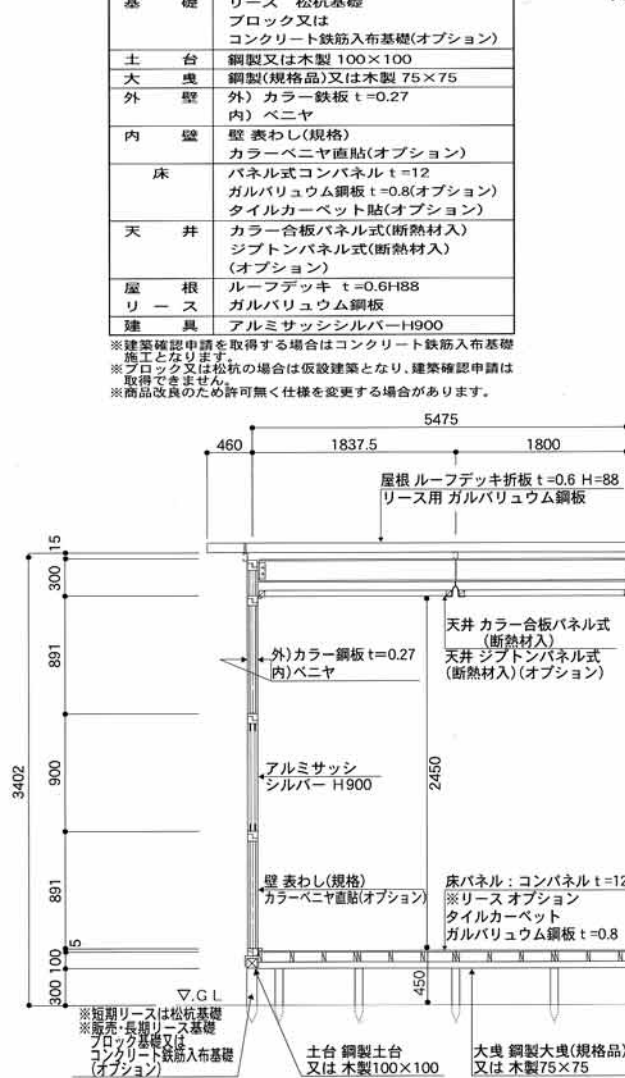 基礎 リース 松杭基礎
ブロック又は
コンクリート鉄筋入布基礎(オプション)
土台 鋼製又は木製 100×100
大曳 鋼製(規格品)又は木製 75×75
外壁 外）カラー鉄板 t=0.27
内）ベニヤ
内壁 壁 表わし(規格)
カラーベニヤ直貼(オプション)
床 パネル式コンパネル t=12
ガルバリュウム鋼板 t=0.8(オプション)
タイルカーペット貼(オプション)
天井 カラー合板パネル式(断熱材入)
ジプトンパネル式(断熱材入)
(オプション)
屋根 ルーフデッキ t=0.6H88
リース ガルバリュウム鋼板
建具 アルミサッシシルバーH900
※建築確認申請を取得する場合はコンクリート鉄筋入布基礎
施工となります。
※ブロック又は松杭の場合は仮設建築となり、建築確認申請は
取得できません。
※商品改良のため許可無く仕様を変更する場合があります。
5475
460 1837.5 1800
屋根 ルーフデッキ折板 t=0.6 H=88
リース用 ガルバリュウム鋼板
15
300
天井 カラー合板パネル式
(断熱材入)
天井 ジプトンパネル式
(断熱材入)(オプション)
891
外)カラー鋼板 t=0.27
内)ベニヤ
3402
900
アルミサッシ
シルバー H900
2450
891
壁 表わし(規格)
カラーベニヤ直貼(オプション)
床パネル：コンパネル t=12
※リース オプション
タイルカーペット
ガルバリュウム鋼板 t=0.8
5
100
300
450
▽.GL
※短期リースは松杭基礎
※販売・長期リース基礎
ブロック基礎又は
コンクリート鉄筋入布基礎
(オプション)
土台 鋼製土台
又は 木製100×100
大曳 鋼製大曳(規格品)
又は 木製75×75